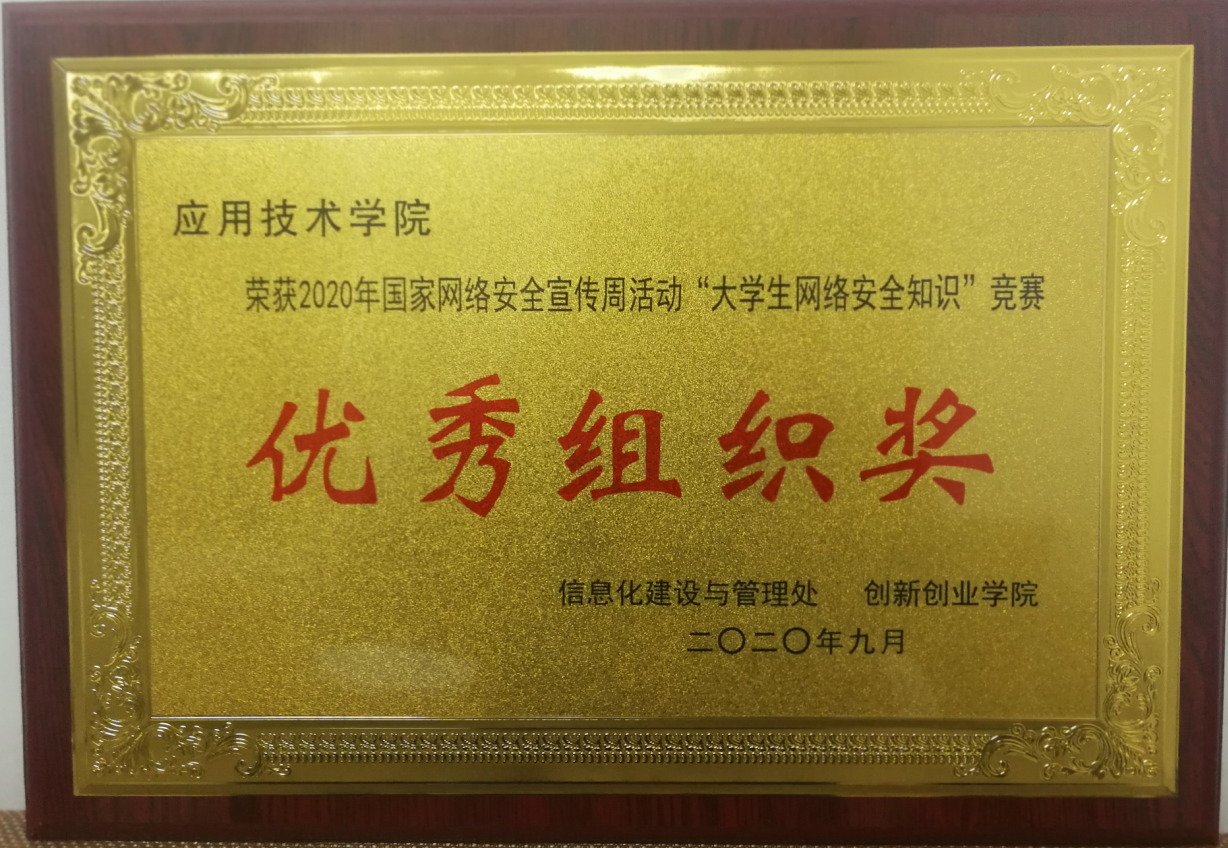 应用技术学院
荣获2020年国家网络安全宣传周活动“大学生网络安全知识”竞赛
优秀组织奖
信息化建设与管理处 创新创业学院
二〇二〇年九月